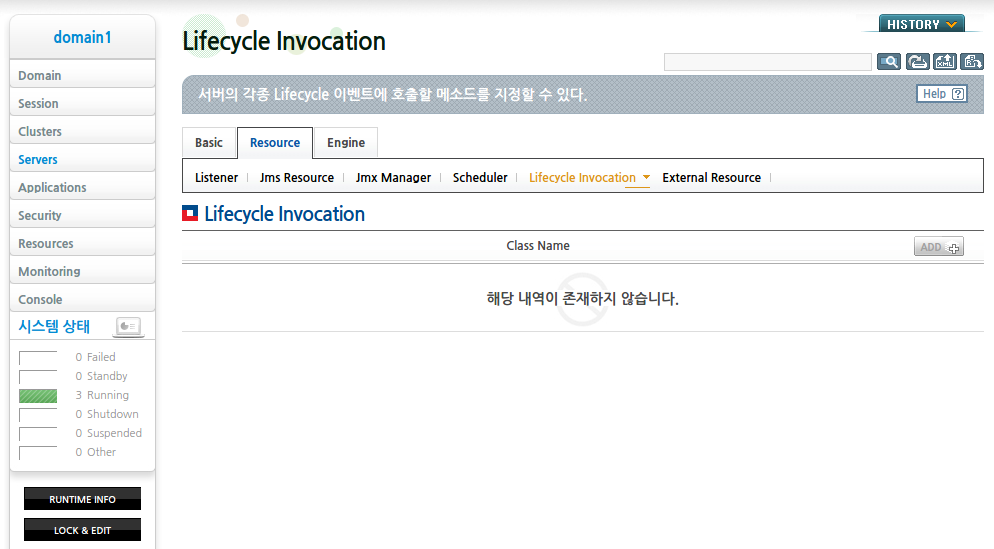 domain1
Domain
Session
Clusters
Servers
Applications
Security
Resources
Monitoring
Console
시스템 상태
0 Failed
0 Standby
3 Running
0 Shutdown
0 Suspended
0 Other
RUNTIME INFO
LOCK & EDIT
Lifecycle Invocation
HISTORY
XML
서버의 각종 Lifecycle 이벤트에 호출할 메소드를 지정할 수 있다.
Help ?
Basic Resource Engine
Listener Jms Resource Jmx Manager Scheduler Lifecycle Invocation External Resource
Lifecycle Invocation
Class Name ADD
해당 내역이 존재하지 않습니다.